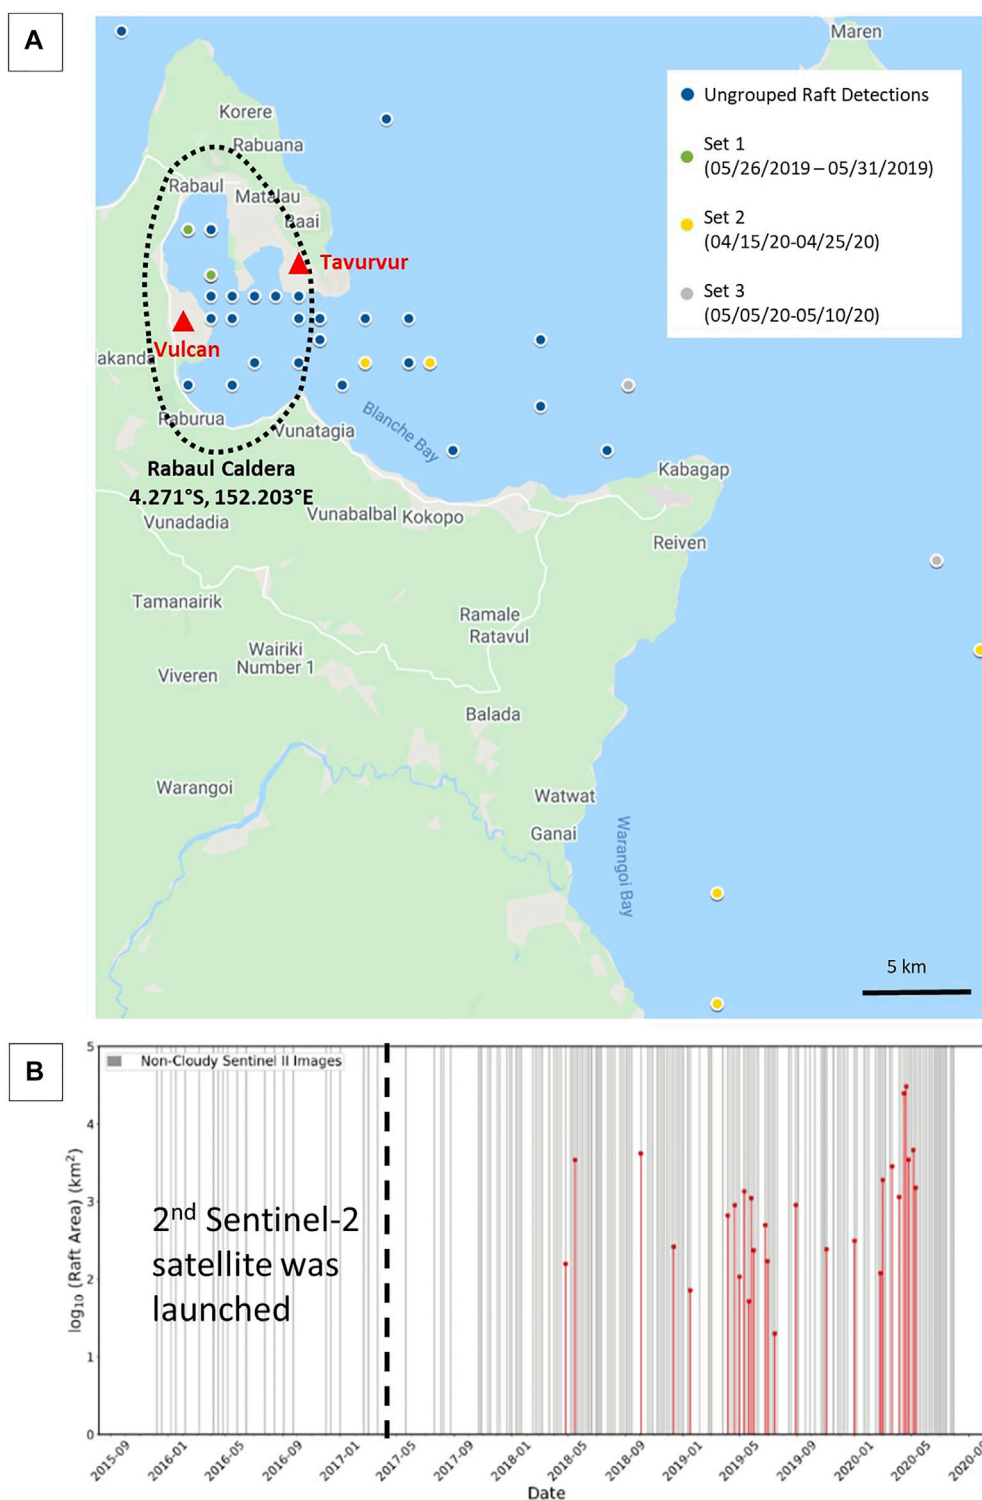 A
Maren
Ungrouped Raft Detections
Set 1
(05/26/2019 – 05/31/2019)
Set 2
(04/15/20-04/25/20)
Set 3
(05/05/20-05/10/20)
Korere
Rabuana
Rabaul
Matalau
Baai
Tavurvur
Vulcan
lakanda
Raburua
Vunatagia
Blanche Bay
Rabaul Caldera
4.271°S, 152.203°E
Kabagap
Vunadadia
Vunabalbal
Kokopo
Reiven
Tamanairik
Ramale
Ratavul
Wairiki
Number 1
Viveren
Balada
Warangoi
Watwat
Ganai
Warangoi Bay
5 km
B
Non-Cloudy Sentinel II Images
2nd Sentinel-2
satellite was
launched
log10 (Raft Area) (km2)
5
4
3
2
1
0
2015-09
2016-01
2016-05
2016-09
2017-01
2017-05
2017-09
2018-01
2018-05
2018-09
2019-01
2019-05
2019-09
2020-01
2020-05
2020-0
Date